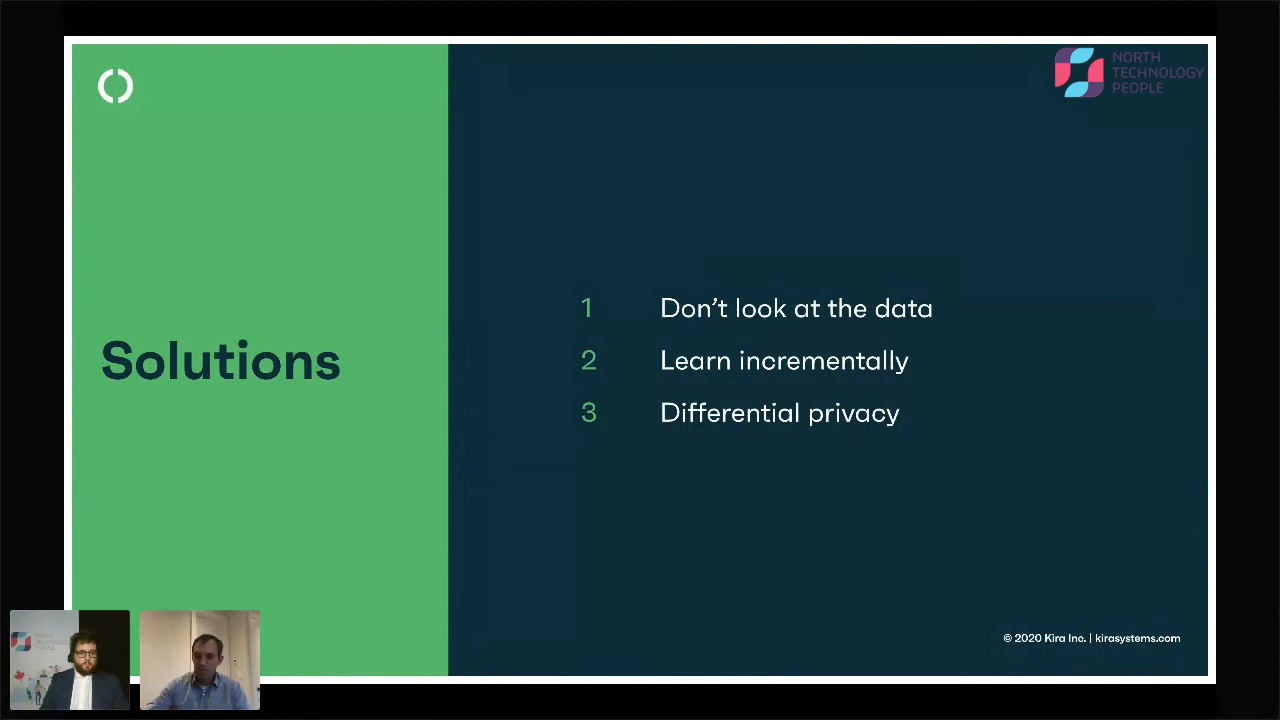 NORTH
TECHNOLOGY
PEOPLE
Solutions
1 Don’t look at the data
2 Learn incrementally
3 Differential privacy
© 2020 Kira Inc. | kirasystems.com